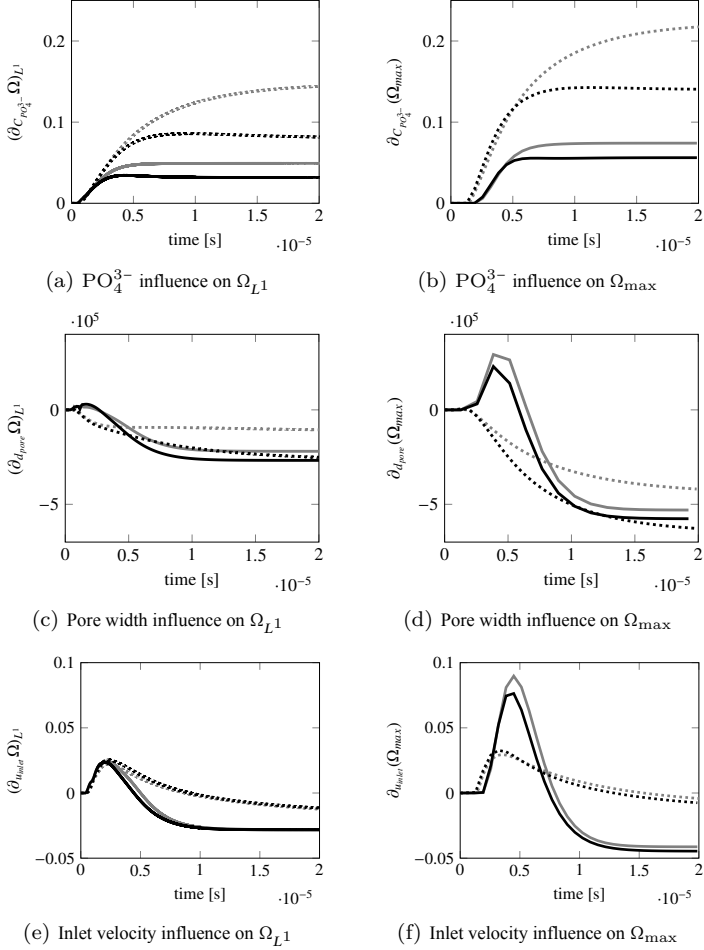 0.2
0.1
0
(∂_{C_{PO_4^{3−}}} Ω)_{L^1}
0 0.5 1 1.5 2
time [s]
·10^{−5}
(a) PO_4^{3−} influence on Ω_{L^1}
0.2
0.1
0
∂_{C_{PO_4^{3−}}}(Ω_{max})
0 0.5 1 1.5 2
time [s]
·10^{−5}
(b) PO_4^{3−} influence on Ω_{max}
·10^5
0
−5
(∂_{d_{pore}} Ω)_{L^1}
0 0.5 1 1.5 2
time [s]
·10^{−5}
(c) Pore width influence on Ω_{L^1}
·10^5
0
−5
∂_{d_{pore}}(Ω_{max})
0 0.5 1 1.5 2
time [s]
·10^{−5}
(d) Pore width influence on Ω_{max}
0.1
0.05
0
−0.05
(∂_{u_{inlet}} Ω)_{L^1}
0 0.5 1 1.5 2
time [s]
·10^{−5}
(e) Inlet velocity influence on Ω_{L^1}
0.1
0.05
0
−0.05
∂_{u_{inlet}}(Ω_{max})
0 0.5 1 1.5 2
time [s]
·10^{−5}
(f) Inlet velocity influence on Ω_{max}